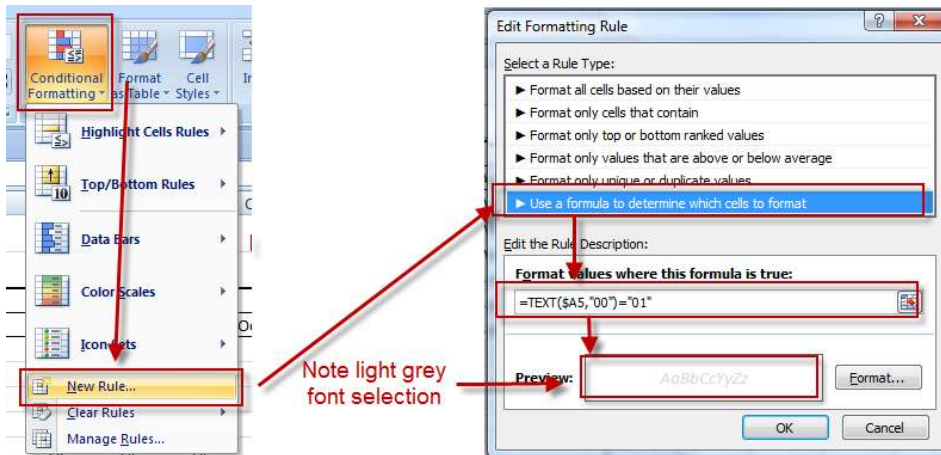 Conditional Formatting
Format as Table
Cell Styles
Highlight Cells Rules
Top/Bottom Rules
10
Data Bars
Color Scales
Icon Sets
New Rule...
Clear Rules
Manage Rules...
Note light grey
font selection
Edit Formatting Rule
Select a Rule Type:
► Format all cells based on their values
► Format only cells that contain
► Format only top or bottom ranked values
► Format only values that are above or below average
► Format only unique or duplicate values
► Use a formula to determine which cells to format
Edit the Rule Description:
Format values where this formula is true:
=TEXT($A5,"00")="01"
Preview:
AaBbCcYyZz
Format...
OK
Cancel